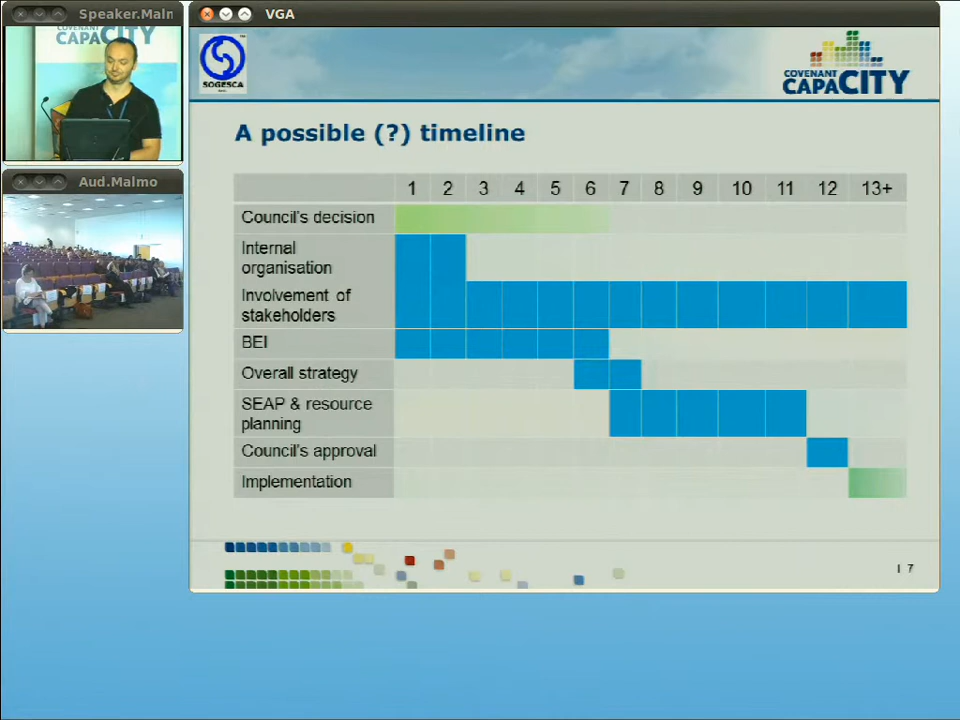 Speaker.Malm
VGA
COVENANT
CAPACITY
SOGESCA
COVENANT
CAPACITY
A possible (?) timeline
Aud.Malmo
1 2 3 4 5 6 7 8 9 10 11 12 13+
Council's decision
Internal
organisation
Involvement of
stakeholders
BEI
Overall strategy
SEAP & resource
planning
Council's approval
Implementation
| 7